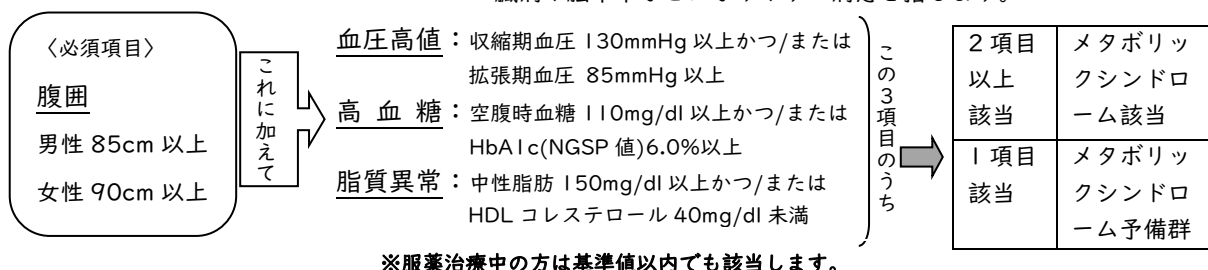 〈必須項目〉
腹囲
男性 85cm 以上
女性 90cm 以上
これに加えて
血圧高値:収縮期血圧 130mmHg 以上かつ/または
拡張期血圧 85mmHg 以上
高 血 糖:空腹時血糖 110mg/dl 以上かつ/または
HbA1c(NGSP 値)6.0%以上
脂質異常:中性脂肪 150mg/dl 以上かつ/または
HDL コレステロール 40mg/dl 未満
この3項目のうち
2項目
以上
該当
メタボリッ
クシンドロ
ーム該当
1項目
該当
メタボリッ
クシンドロ
ーム予備群
※服薬治療中の方は基準値以内でも該当します。